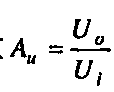 A_u = U_o / U_i